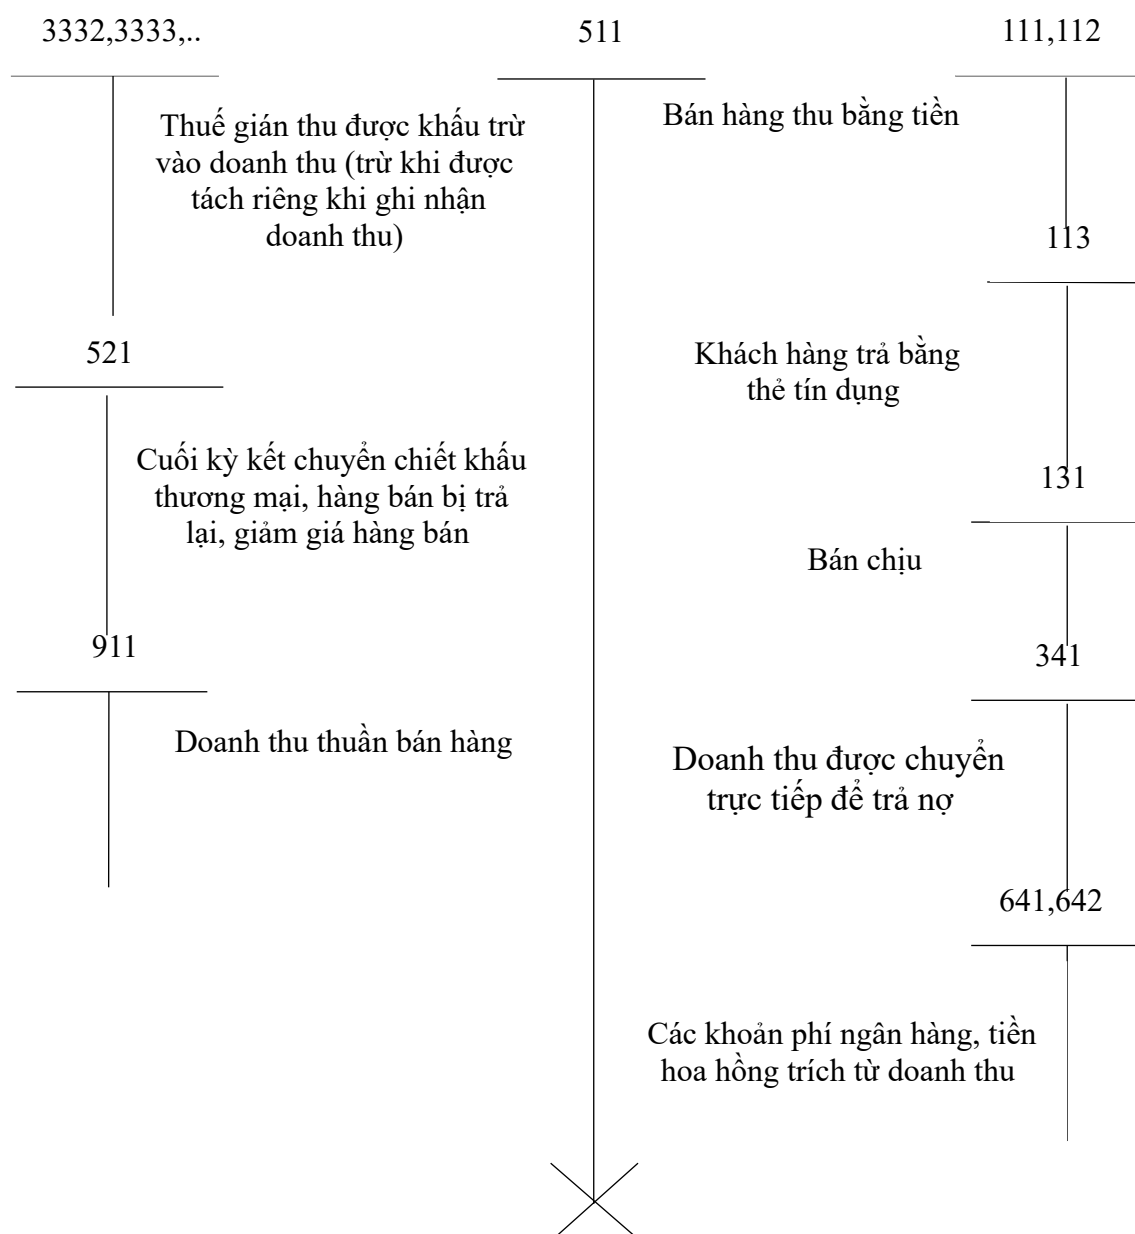 3332,3333,..
511
111,112
Thuế gián thu được khấu trừ
vào doanh thu (trừ khi được
tách riêng khi ghi nhận
doanh thu)
Bán hàng thu bằng tiền
113
521
Khách hàng trả bằng
thẻ tín dụng
Cuối kỳ kết chuyển chiết khấu
thương mại, hàng bán bị trả
lại, giảm giá hàng bán
131
Bán chịu
911
341
Doanh thu thuần bán hàng
Doanh thu được chuyển
trực tiếp để trả nợ
641,642
Các khoản phí ngân hàng, tiền
hoa hồng trích từ doanh thu